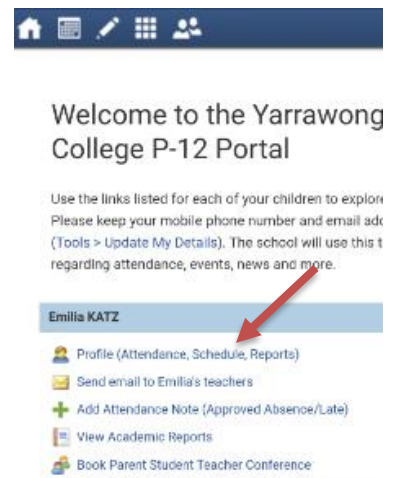 Welcome to the Yarrawong
College P-12 Portal
Use the links listed for each of your children to explore
Please keep your mobile phone number and email add
(Tools > Update My Details). The school will use this t
regarding attendance, events, news and more.
Emilia KATZ
Profile (Attendance, Schedule, Reports)
Send email to Emilia's teachers
Add Attendance Note (Approved Absence/Late)
View Academic Reports
Book Parent Student Teacher Conference